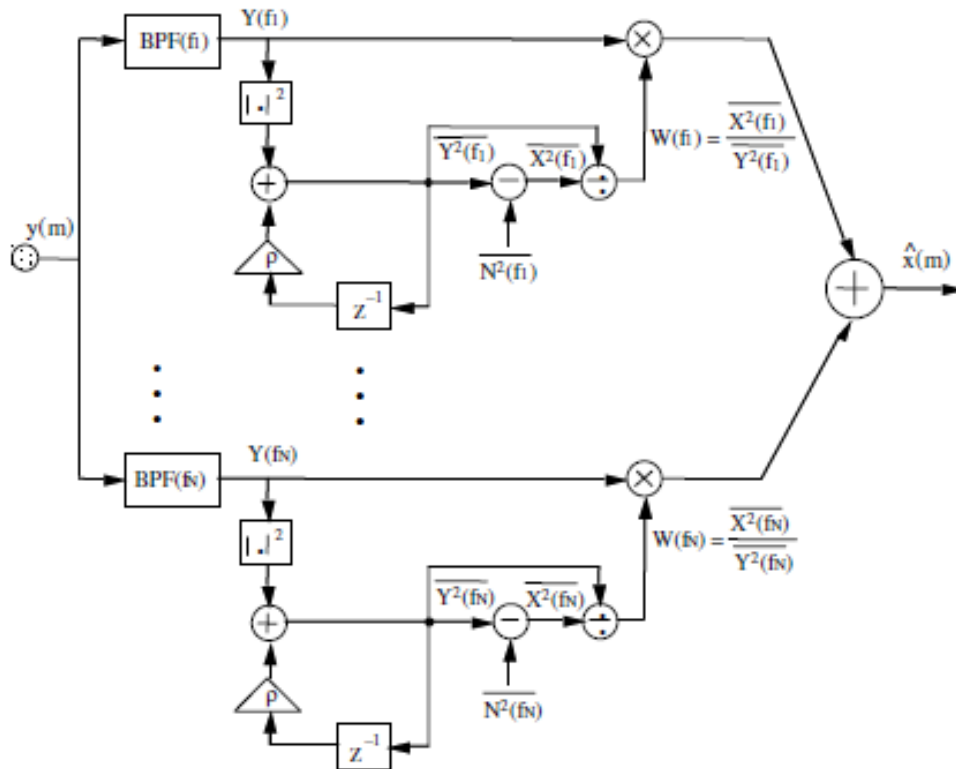 Y(f1)
BPF(f1)
×
|.|²
W(f1) = X²(f1) / Y²(f1)
Y²(f1)
X²(f1)
+
−
÷
y(m)
ρ
N²(f1)
x̂(m)
+
Z⁻¹
Y(fN)
BPF(fN)
×
|.|²
W(fN) = X²(fN) / Y²(fN)
Y²(fN)
X²(fN)
+
−
÷
ρ
N²(fN)
Z⁻¹